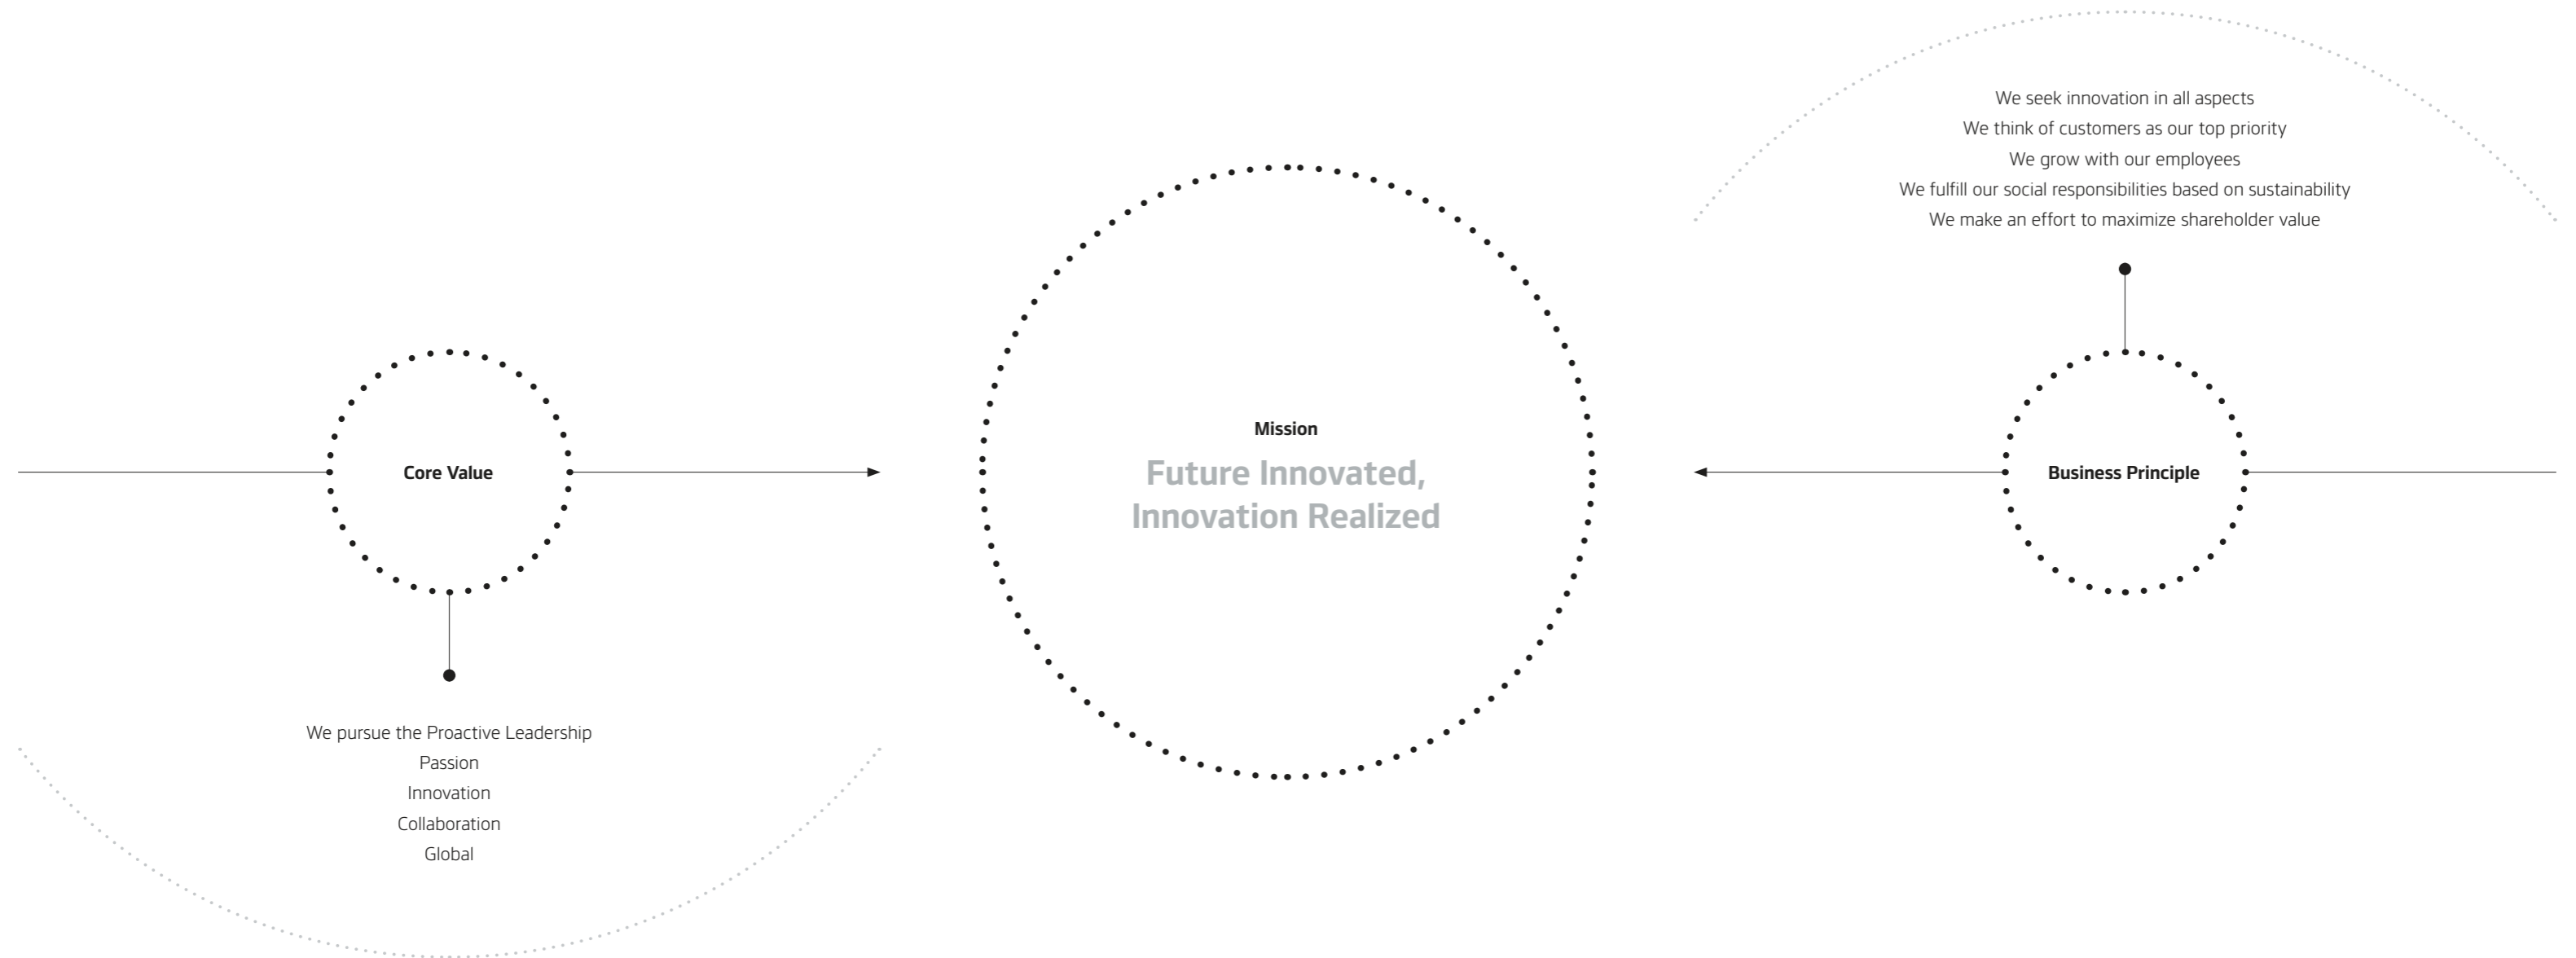 Core Value
We pursue the Proactive Leadership
Passion
Innovation
Collaboration
Global
Mission
Future Innovated,
Innovation Realized
We seek innovation in all aspects
We think of customers as our top priority
We grow with our employees
We fulfill our social responsibilities based on sustainability
We make an effort to maximize shareholder value
Business Principle